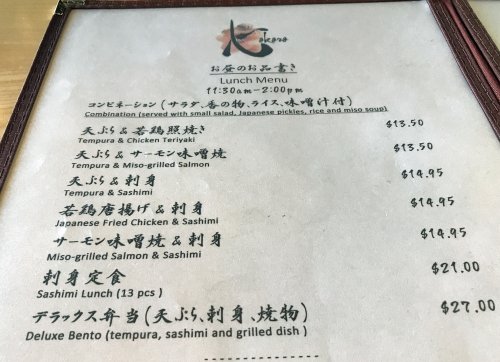 Kokoro
お昼のお品書き
Lunch Menu
11:30am-2:00pm
コンビネーション (サラダ、香の物、ライス、味噌汁付)
Combination (served with small salad, Japanese pickles, rice and miso soup)
天ぷら & 若鶏照焼き $13.50
Tempura & Chicken Teriyaki
天ぷら & サーモン味噌焼 $13.50
Tempura & Miso-grilled Salmon
天ぷら & 刺身 $14.95
Tempura & Sashimi
若鶏唐揚げ & 刺身 $14.95
Japanese Fried Chicken & Sashimi
サーモン味噌焼 & 刺身 $14.95
Miso-grilled Salmon & Sashimi
刺身定食 $21.00
Sashimi Lunch (13 pcs )
デラックス弁当 (天ぷら、刺身、焼物) $27.00
Deluxe Bento (tempura, sashimi and grilled dish )